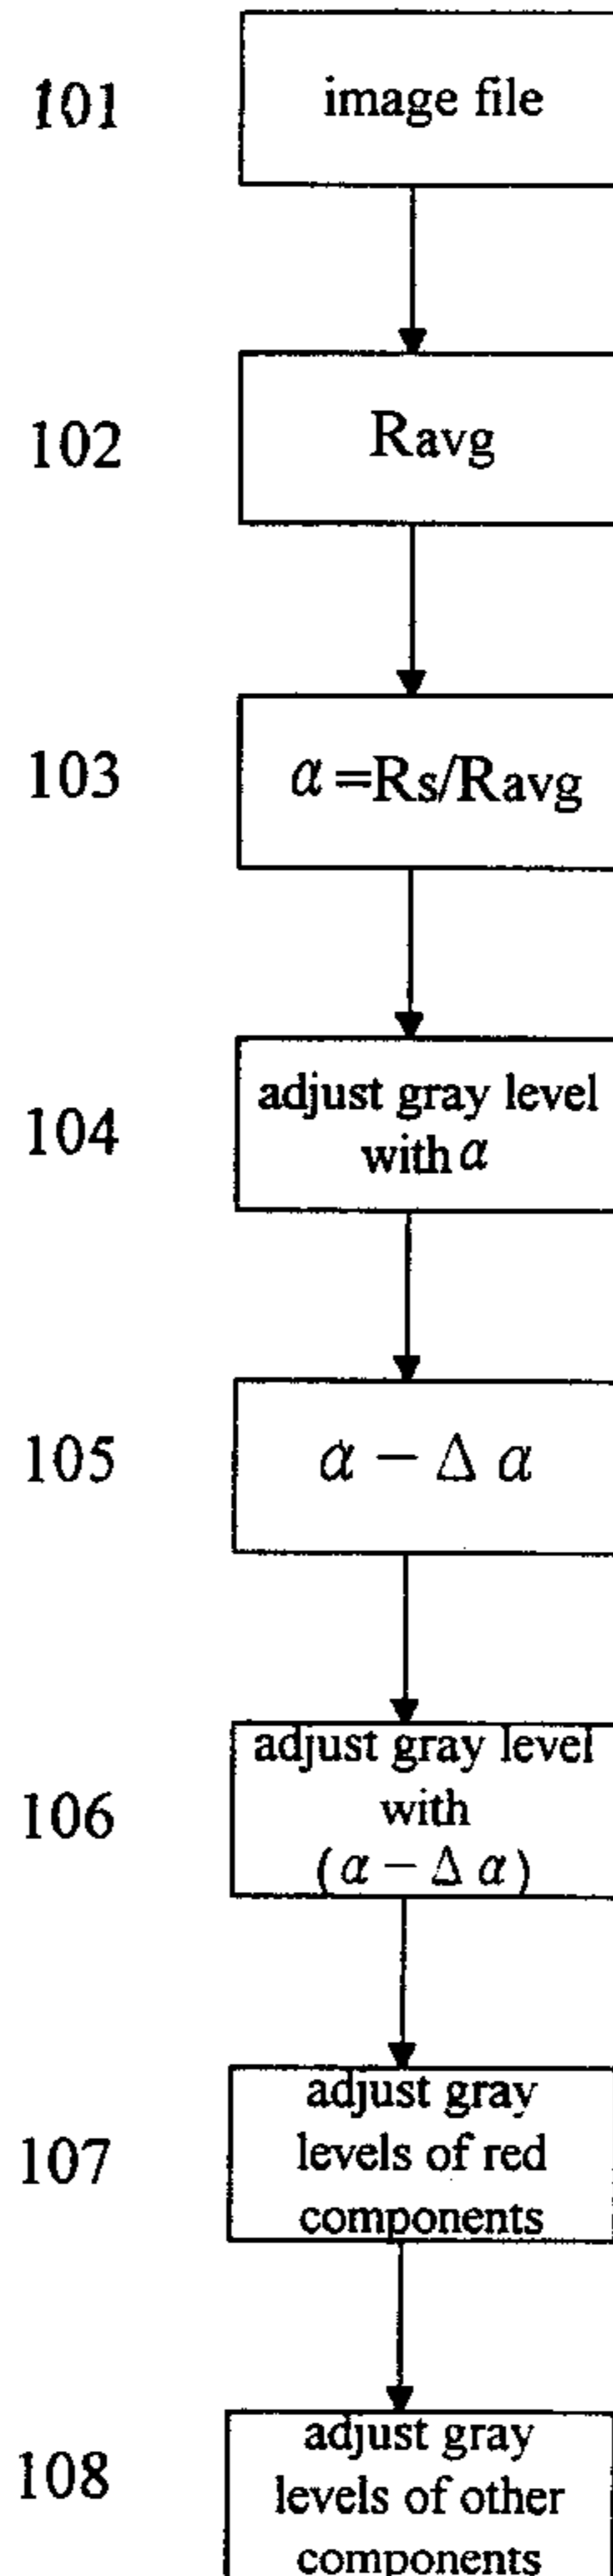 101
image file
102
Ravg
103
α=Rs/Ravg
104
adjust gray level
with α
105
α − Δ α
106
adjust gray level
with
(α − Δ α)
107
adjust gray
levels of red
components
108
adjust gray
levels of other
components